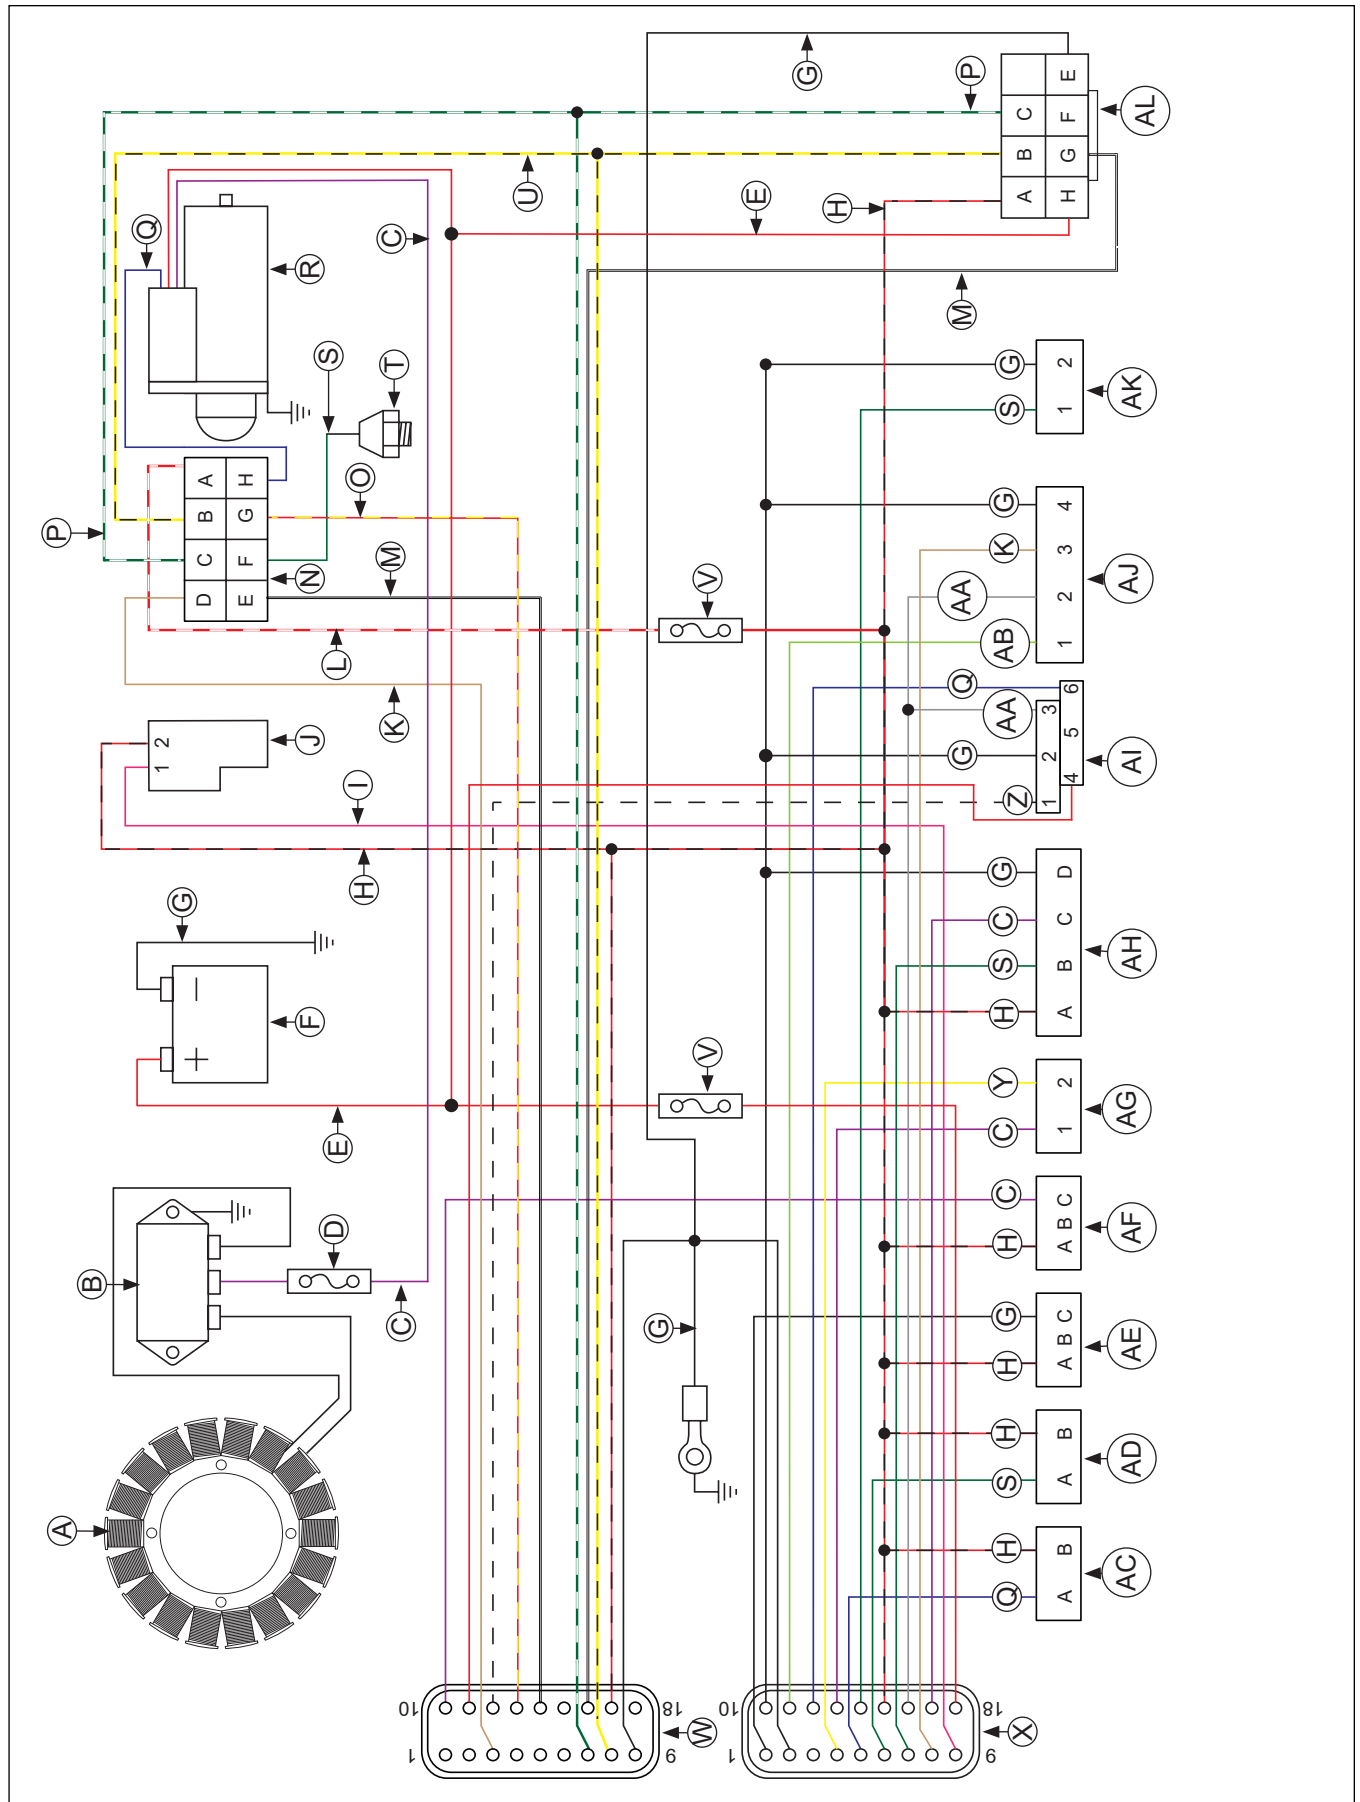 A P
B
Q
1 2
G
+ −
D C B A
E F G H
F J N R
D E L S
H I O
C K M T C
1 10
U
G
9 18
W V V
1 10
E
G
H
G Q AA M P
9 18
X
Q H S H H G H C C Y H S C G Z AA AB K G S G
A B C
H G F E
1 2 3
4 5 6
A B
A B
A B C
A B C
1 2
A B C D
1 2 3 4
1 2
AC AD AE AF AG AH AI AJ AK AL